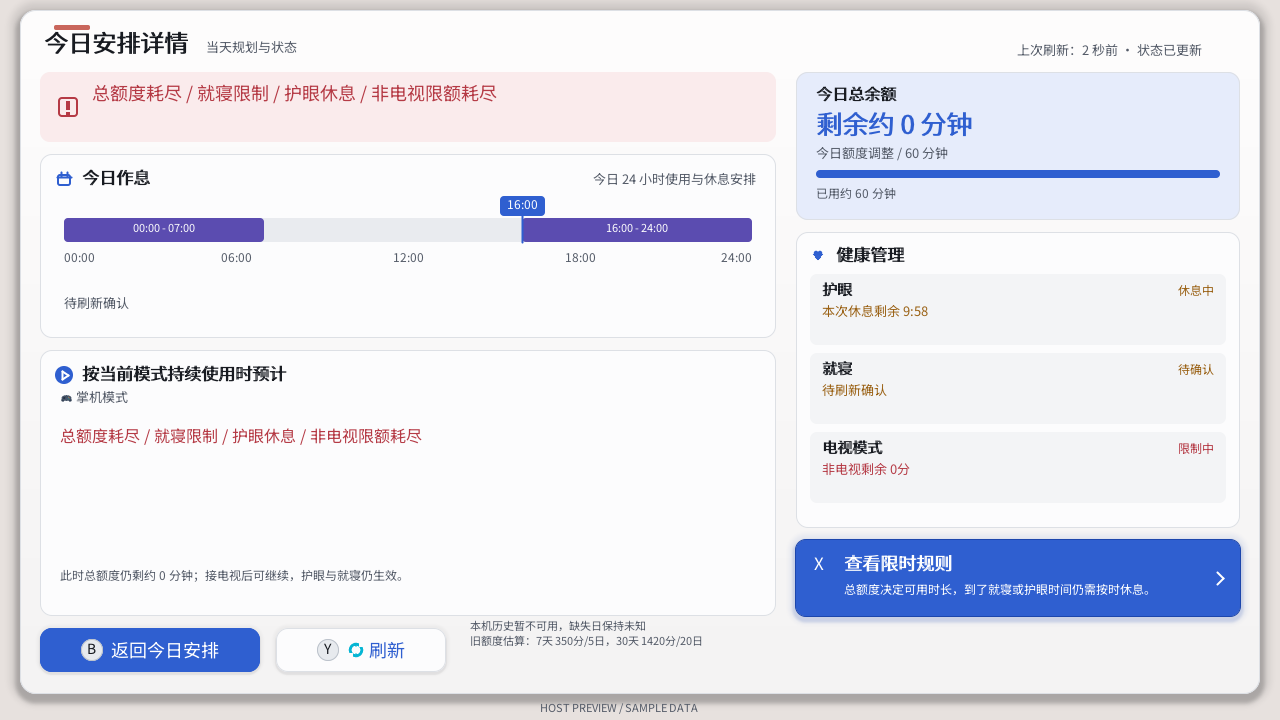 今日安排详情
当天规划与状态
上次刷新：2 秒前 · 状态已更新
总额度耗尽 / 就寝限制 / 护眼休息 / 非电视限额耗尽
今日作息
今日 24 小时使用与休息安排
16:00
00:00 - 07:00
16:00 - 24:00
00:00
06:00
12:00
18:00
24:00
待刷新确认
按当前模式持续使用时预计
掌机模式
总额度耗尽 / 就寝限制 / 护眼休息 / 非电视限额耗尽
此时总额度仍剩约 0 分钟；接电视后可继续，护眼与就寝仍生效。
今日总余额
剩余约 0 分钟
今日额度调整 / 60 分钟
已用约 60 分钟
健康管理
护眼
休息中
本次休息剩余 9:58
就寝
待确认
待刷新确认
电视模式
限制中
非电视剩余 0分
X 查看限时规则
总额度决定可用时长，到了就寝或护眼时间仍需按时休息。
B 返回今日安排
Y 刷新
本机历史暂不可用，缺失日保持未知
旧额度估算：7天 350分/5日，30天 1420分/20日
HOST PREVIEW / SAMPLE DATA